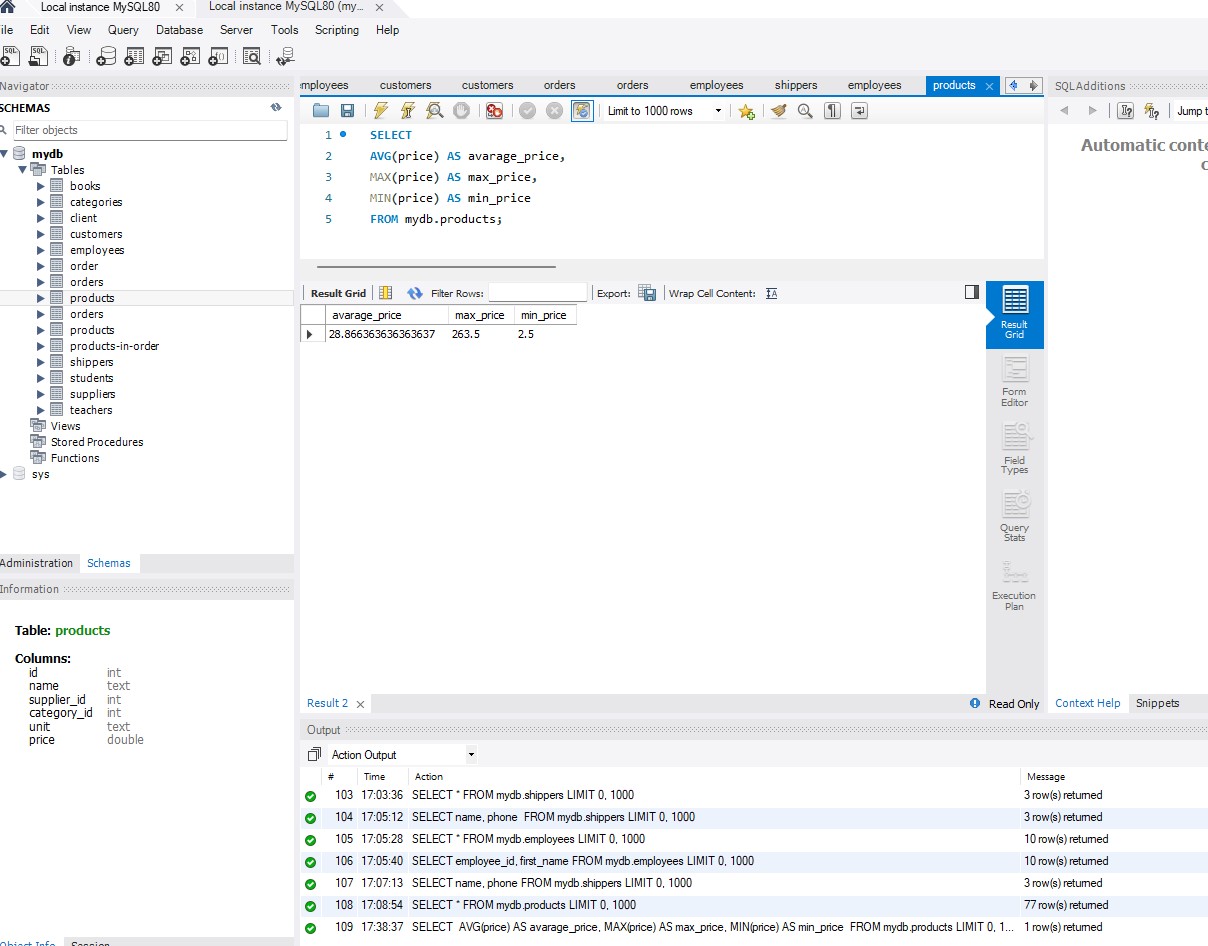 Local instance MySQL80
Local instance MySQL80 (my...
ile Edit View Query Database Server Tools Scripting Help
Navigator
SCHEMAS
Filter objects
mydb
Tables
books
categories
client
customers
employees
order
orders
products
orders
products
products-in-order
shippers
students
suppliers
teachers
Views
Stored Procedures
Functions
sys
Administration Schemas
Information
Table: products
Columns:
id int
name text
supplier_id int
category_id int
unit text
price double
Object Info Session
mployees customers customers orders orders employees shippers employees products
Limit to 1000 rows
1 SELECT
2 AVG(price) AS avarage_price,
3 MAX(price) AS max_price,
4 MIN(price) AS min_price
5 FROM mydb.products;
Result Grid Filter Rows: Export: Wrap Cell Content:
avarage_price max_price min_price
28.866363636363637 263.5 2.5
Result
Grid
Form
Editor
Field
Types
Query
Stats
Execution
Plan
Result 2 Read Only
SQLAdditions
Jump t
Automatic conte
c
Context Help Snippets
Output
Action Output
# Time Action Message
103 17:03:36 SELECT * FROM mydb.shippers LIMIT 0, 1000 3 row(s) returned
104 17:05:12 SELECT name, phone FROM mydb.shippers LIMIT 0, 1000 3 row(s) returned
105 17:05:28 SELECT * FROM mydb.employees LIMIT 0, 1000 10 row(s) returned
106 17:05:40 SELECT employee_id, first_name FROM mydb.employees LIMIT 0, 1000 10 row(s) returned
107 17:07:13 SELECT name, phone FROM mydb.shippers LIMIT 0, 1000 3 row(s) returned
108 17:08:54 SELECT * FROM mydb.products LIMIT 0, 1000 77 row(s) returned
109 17:38:37 SELECT AVG(price) AS avarage_price, MAX(price) AS max_price, MIN(price) AS min_price FROM mydb.products LIMIT 0, 1... 1 row(s) returned